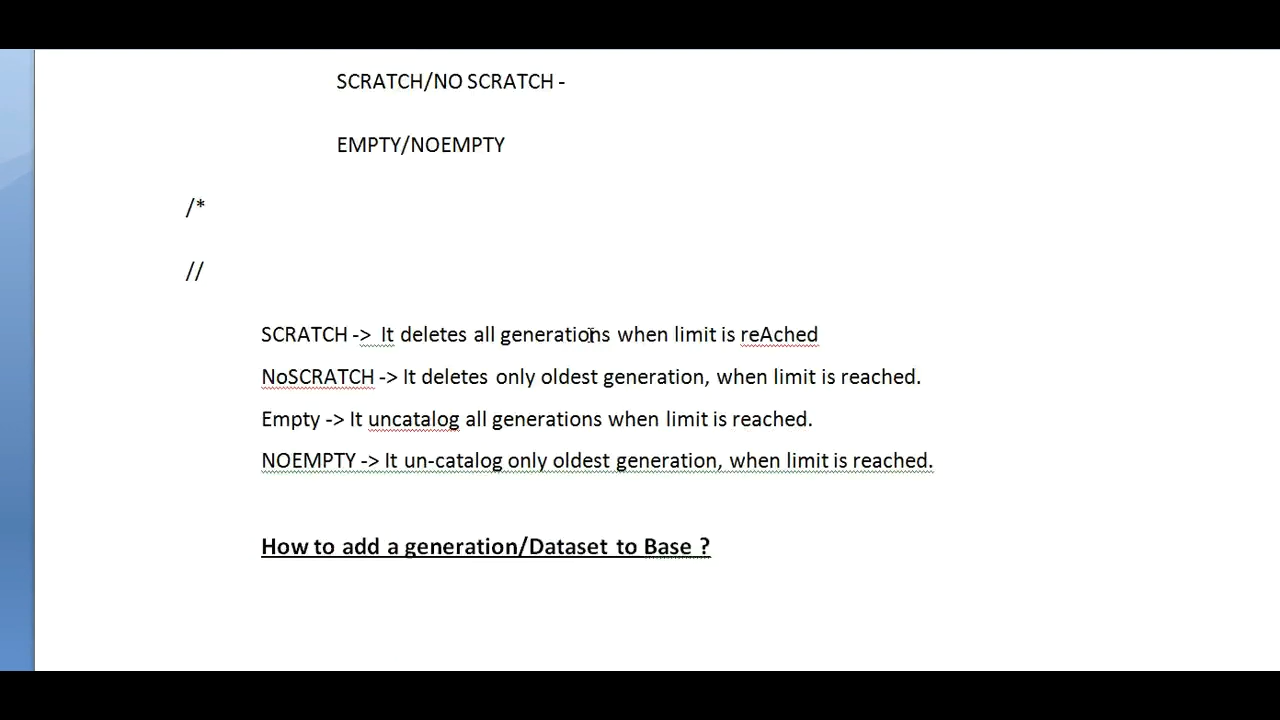 SCRATCH/NO SCRATCH -
EMPTY/NOEMPTY
/*
//
SCRATCH -> It deletes all generations when limit is reAched
NoSCRATCH -> It deletes only oldest generation, when limit is reached.
Empty -> It uncatalog all generations when limit is reached.
NOEMPTY -> It un-catalog only oldest generation, when limit is reached.
How to add a generation/Dataset to Base ?